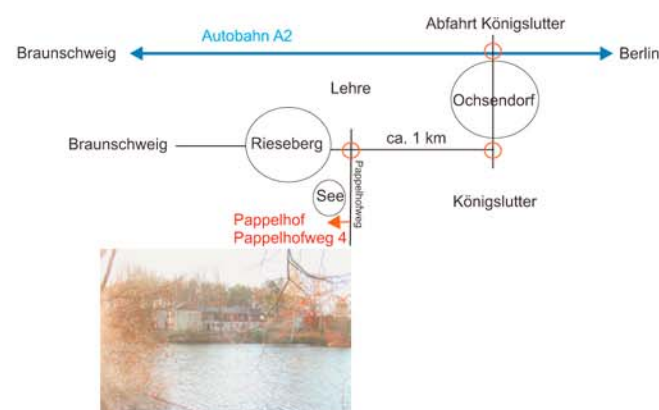 Abfahrt Königslutter
Autobahn A2
Braunschweig
Berlin
Lehre
Ochsendorf
Braunschweig
Rieseberg
ca. 1 km
Pappelhofweg
See
Königslutter
Pappelhof
Pappelhofweg 4